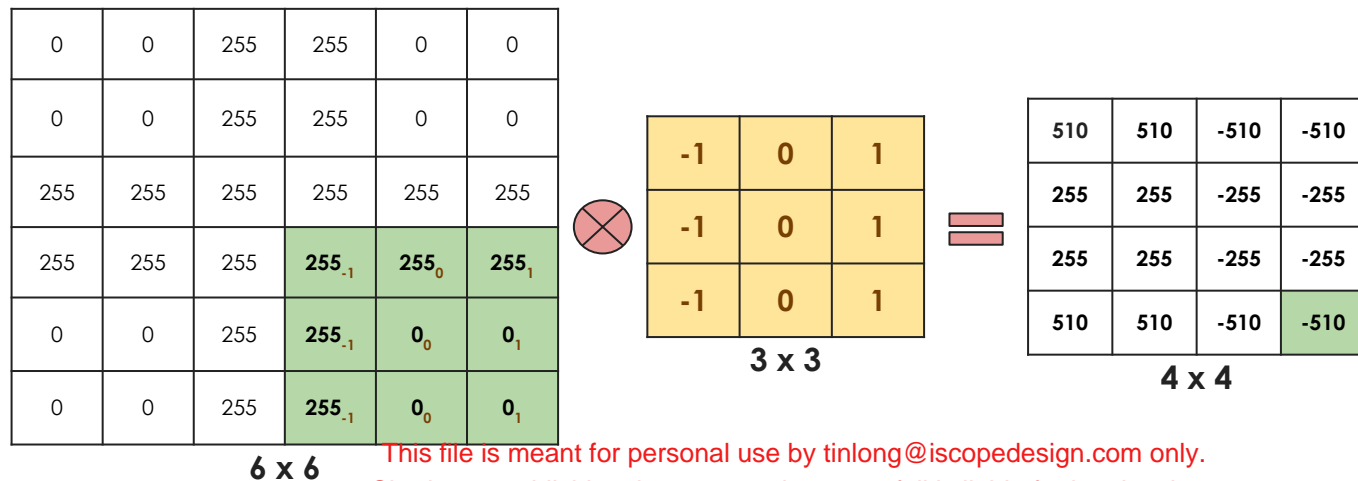 0 0 255 255 0 0
0 0 255 255 0 0
255 255 255 255 255 255
255 255 255 255-1 2550 2551
0 0 255 255-1 00 01
0 0 255 255-1 00 01
6 x 6
-1 0 1
-1 0 1
-1 0 1
3 x 3
510 510 -510 -510
255 255 -255 -255
255 255 -255 -255
510 510 -510 -510
4 x 4
This file is meant for personal use by tinlong@iscopedesign.com only.